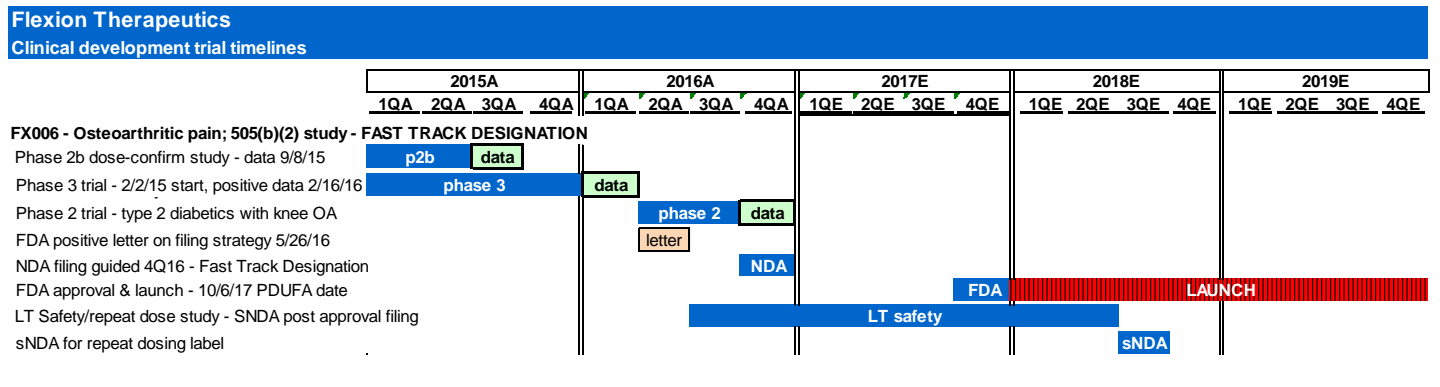 Flexion Therapeutics
Clinical development trial timelines
2015A 2016A 2017E 2018E 2019E
1QA 2QA 3QA 4QA 1QA 2QA 3QA 4QA 1QE 2QE 3QE 4QE 1QE 2QE 3QE 4QE 1QE 2QE 3QE 4QE
FX006 - Osteoarthritic pain; 505(b)(2) study - FAST TRACK DESIGNATION
Phase 2b dose-confirm study - data 9/8/15 p2b data
Phase 3 trial - 2/2/15 start, positive data 2/16/16 phase 3 data
Phase 2 trial - type 2 diabetics with knee OA phase 2 data
FDA positive letter on filing strategy 5/26/16 letter
NDA filing guided 4Q16 - Fast Track Designation NDA
FDA approval & launch - 10/6/17 PDUFA date FDA LAUNCH
LT Safety/repeat dose study - SNDA post approval filing LT safety
sNDA for repeat dosing label sNDA